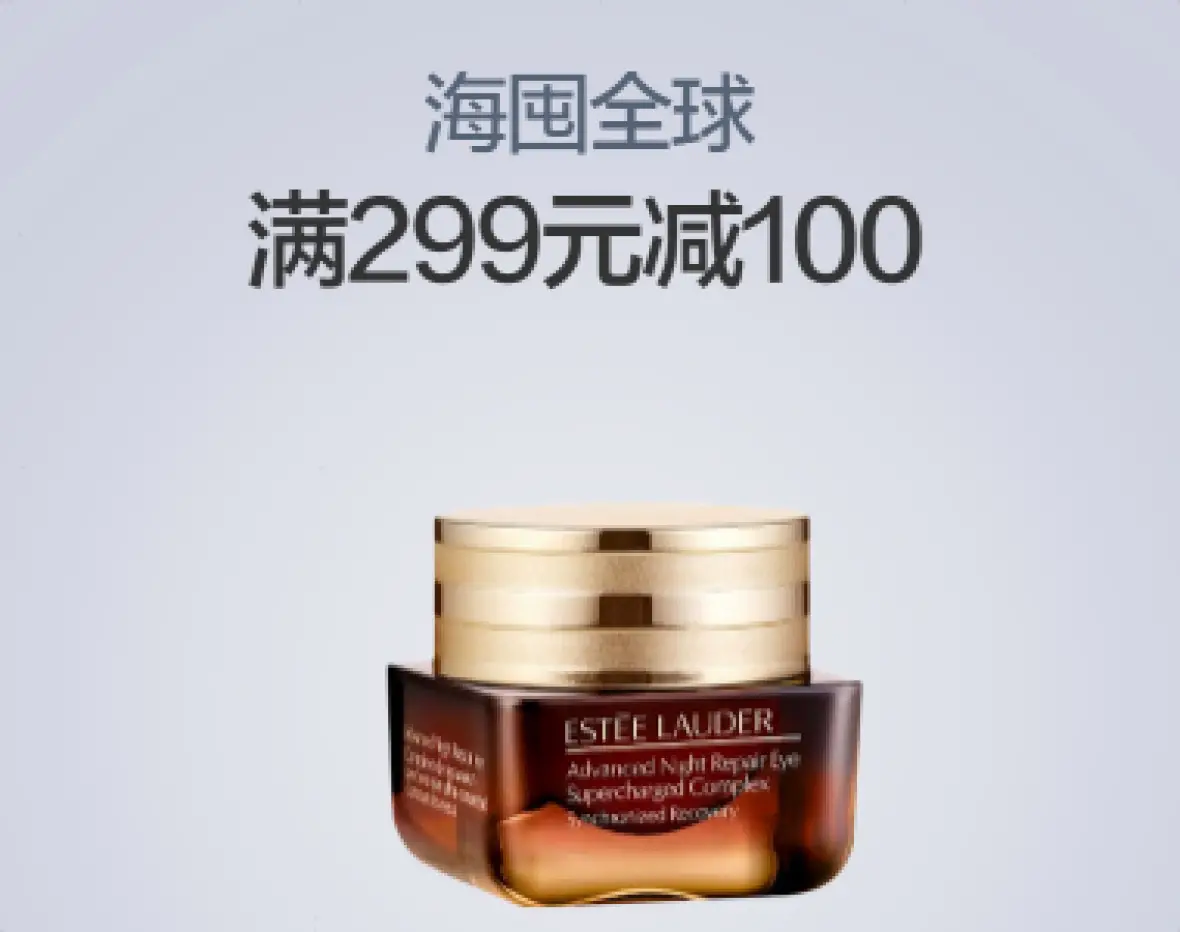 海囤全球
满299元减100
ESTĒE LAUDER
Advanced Night Repair Eye
Supercharged Complex
Synchronized Recovery